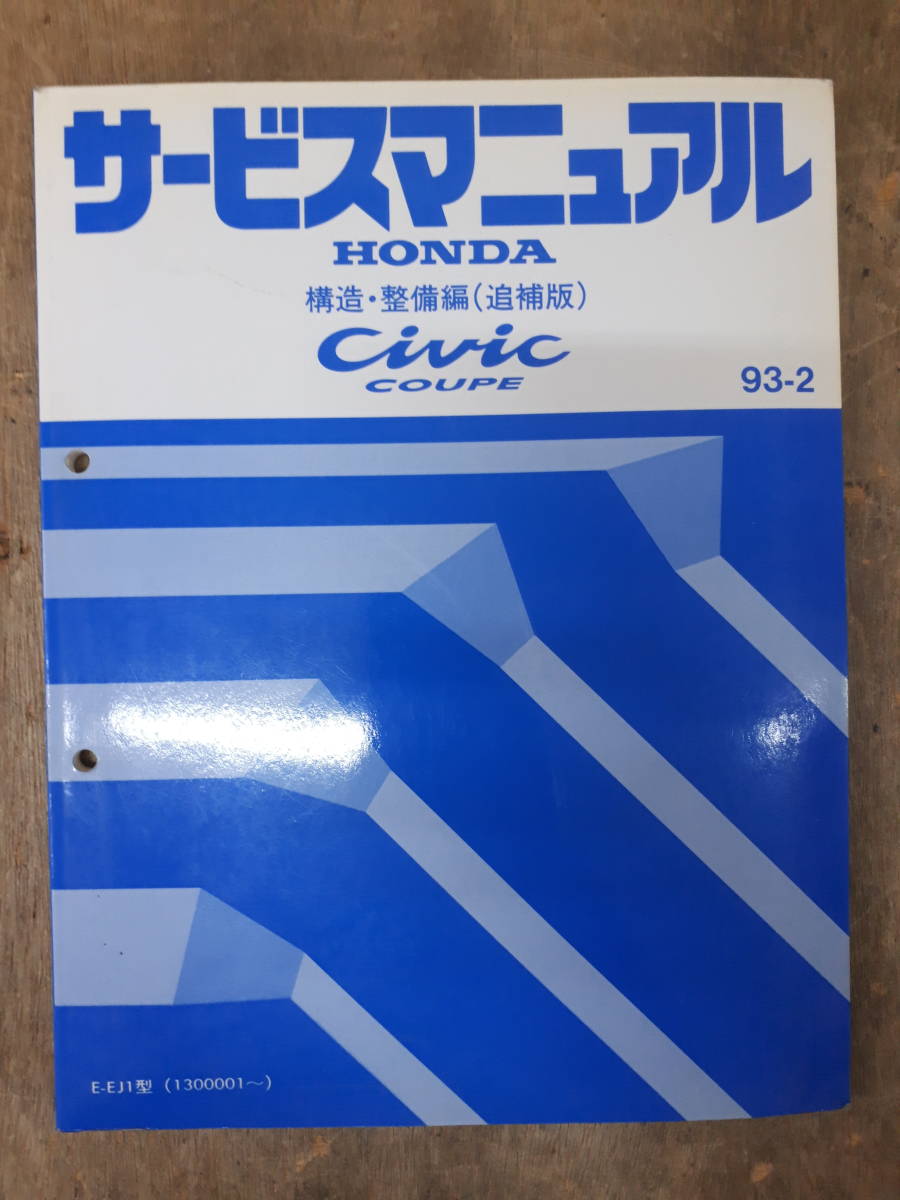 サービスマニュアル
HONDA
構造・整備編(追補版)
Civic
COUPE
93-2
E-EJ1型 (1300001~)